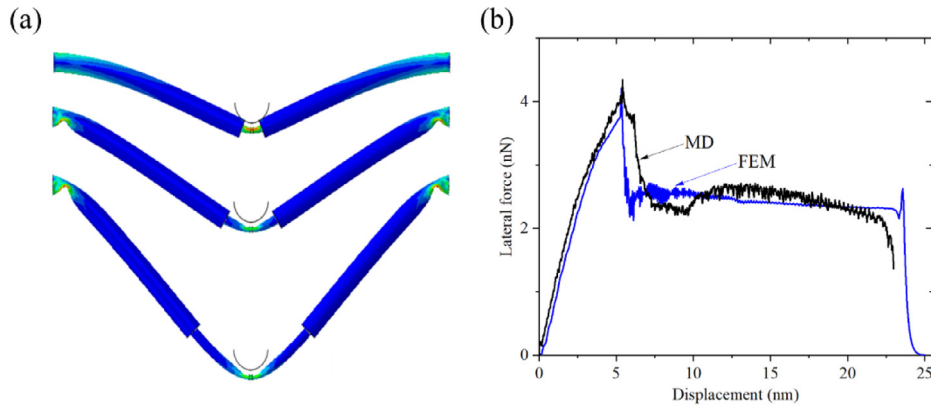 (a)
(b)
4
2
0
MD
FEM
Lateral force (nN)
0
5
10
15
20
25
Displacement (nm)